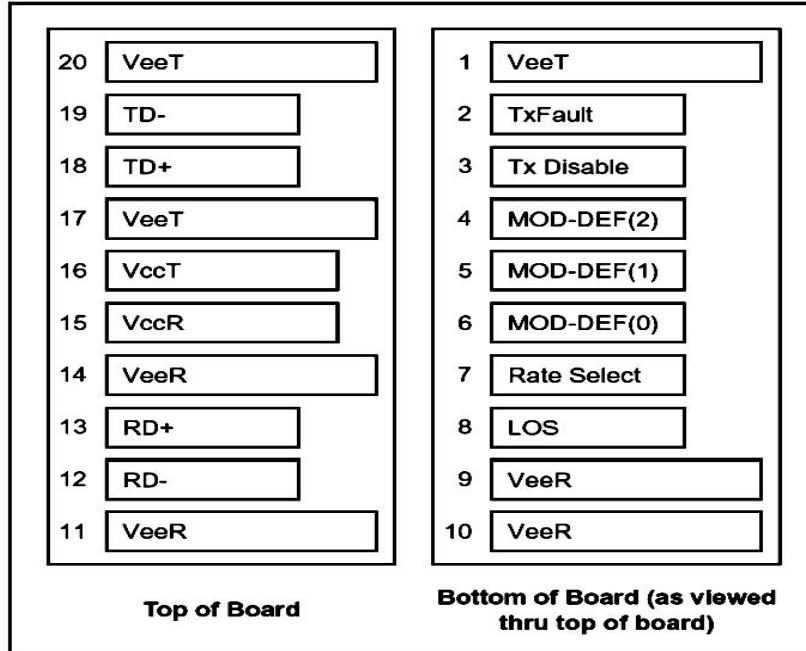 20 VeeT
19 TD-
18 TD+
17 VeeT
16 VccT
15 VccR
14 VeeR
13 RD+
12 RD-
11 VeeR
Top of Board
1 VeeT
2 TxFault
3 Tx Disable
4 MOD-DEF(2)
5 MOD-DEF(1)
6 MOD-DEF(0)
7 Rate Select
8 LOS
9 VeeR
10 VeeR
Bottom of Board (as viewed
thru top of board)